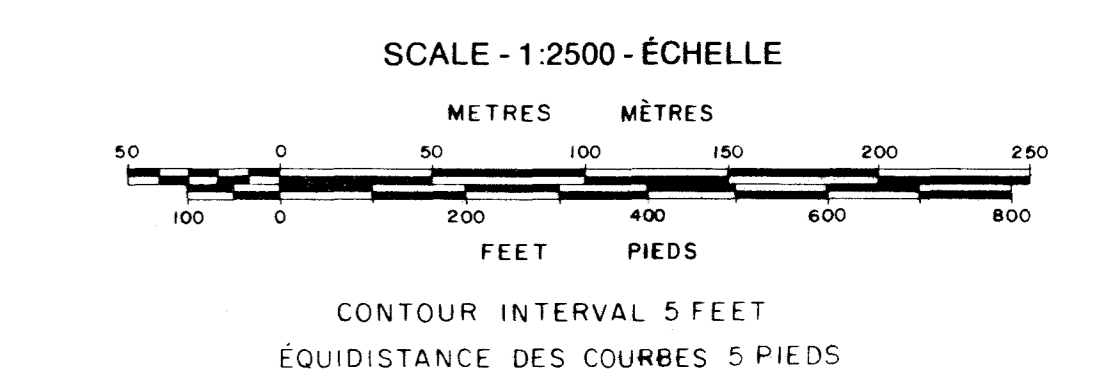 SCALE - 1:2500 - ÉCHELLE
METRES MÈTRES
50 0 50 100 150 200 250
100 0 200 400 600 800
FEET PIEDS
CONTOUR INTERVAL 5 FEET
ÉQUIDISTANCE DES COURBES 5 PIEDS